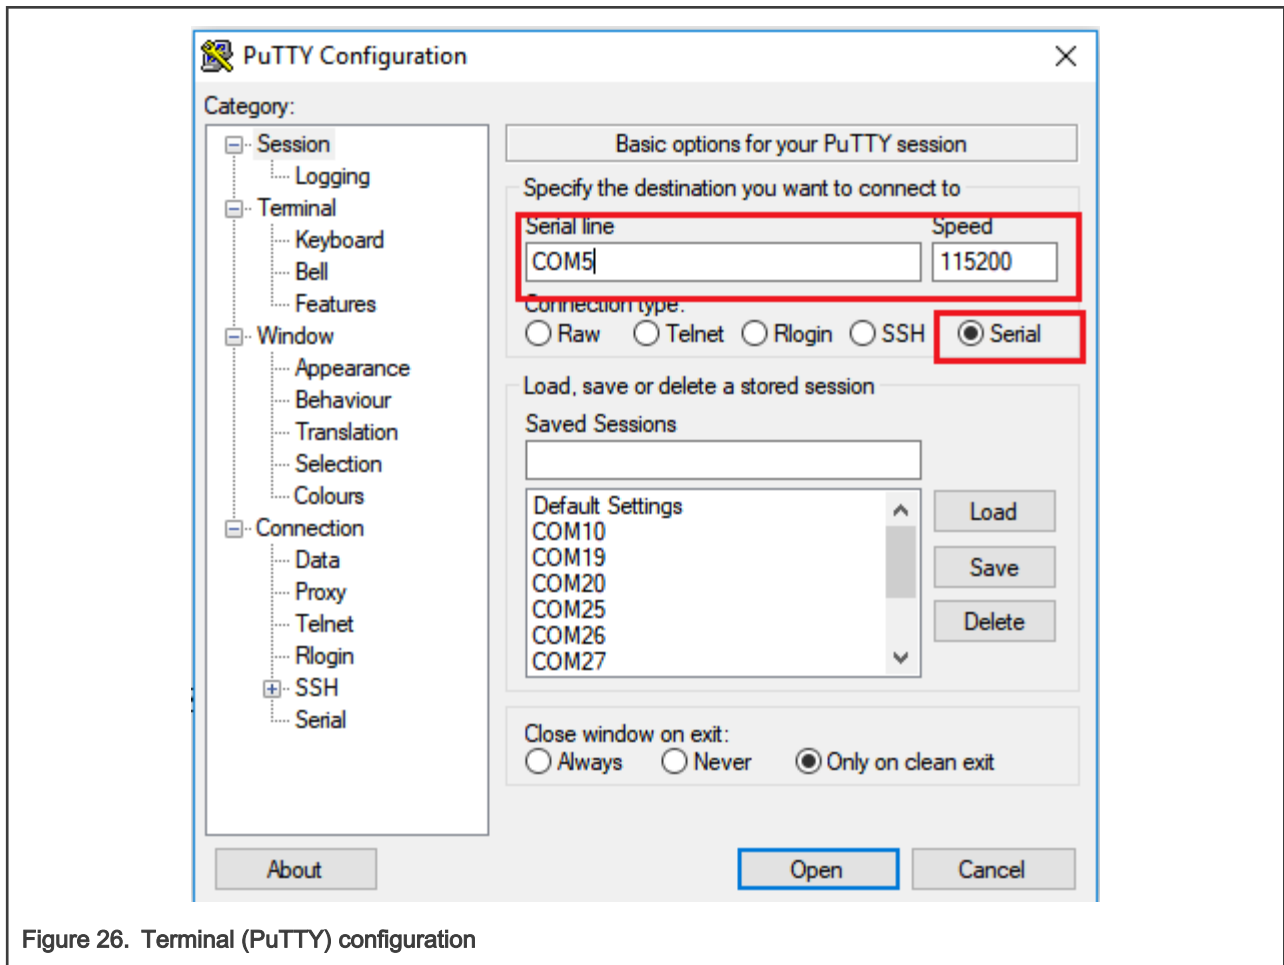 PuTTY Configuration
Category:
Session
Logging
Terminal
Keyboard
Bell
Features
Window
Appearance
Behaviour
Translation
Selection
Colours
Connection
Data
Proxy
Telnet
Rlogin
SSH
Serial
Basic options for your PuTTY session
Specify the destination you want to connect to
Serial line Speed
COM5 115200
Connection type:
Raw Telnet Rlogin SSH Serial
Load, save or delete a stored session
Saved Sessions
Default Settings
COM10
COM19
COM20
COM25
COM26
COM27
Load
Save
Delete
Close window on exit:
Always Never Only on clean exit
About Open Cancel
Figure 26. Terminal (PuTTY) configuration